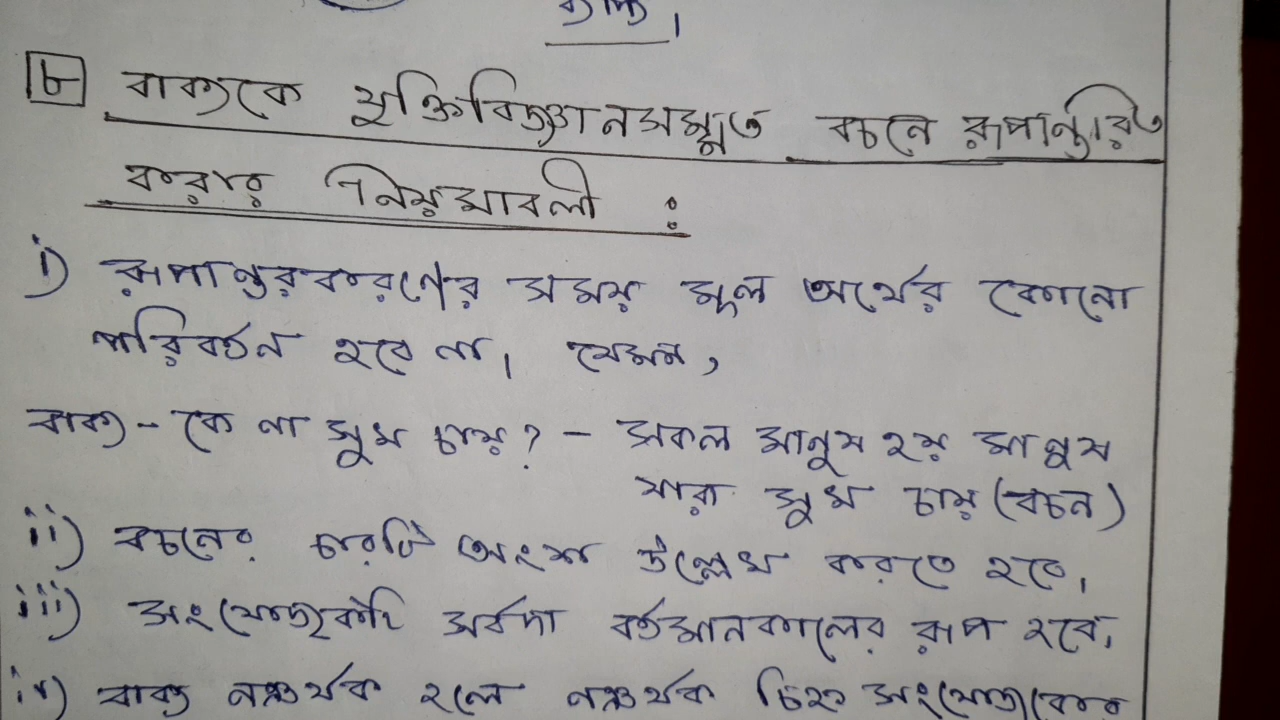 ব্যাপ্য।
৮ বাক্যকে যুক্তিবিজ্ঞানসম্মত বচনে রূপান্তরিত
করার নিয়মাবলী :
i) রূপান্তরকরণের সময় মূল অর্থের কোনো
পরিবর্তন হবে না। যেমন,
বাক্য - কে না সুখ চায়? - সকল মানুষ হয় মানুষ
যারা সুখ চায় (বচন)
ii) বচনের চারটি অংশ উল্লেখ করতে হবে।
iii) সংযোজকটি সর্বদা বর্তমানকালের রূপ হবে।
iv) বাক্য নঞর্থক হলে নঞর্থক চিহ্ন সংযোজকের